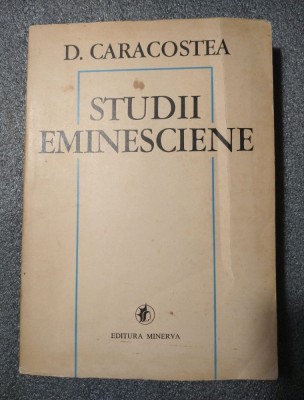 D. CARACOSTEA
STUDII
EMINESCIENE
EDITURA MINERVA